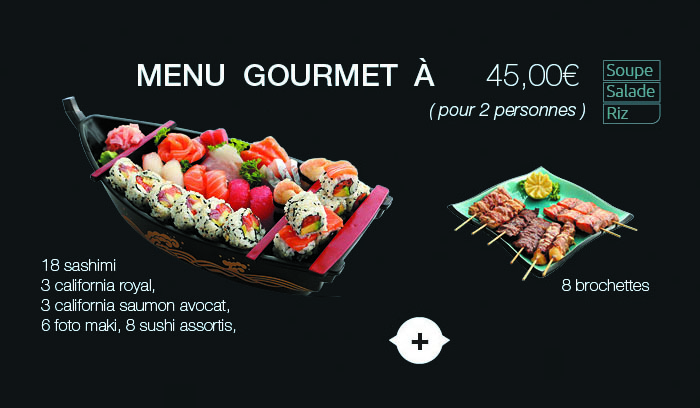 MENU GOURMET À 45,00€
( pour 2 personnes )
Soupe
Salade
Riz
18 sashimi
3 california royal,
3 california saumon avocat,
6 foto maki, 8 sushi assortis,
+
8 brochettes